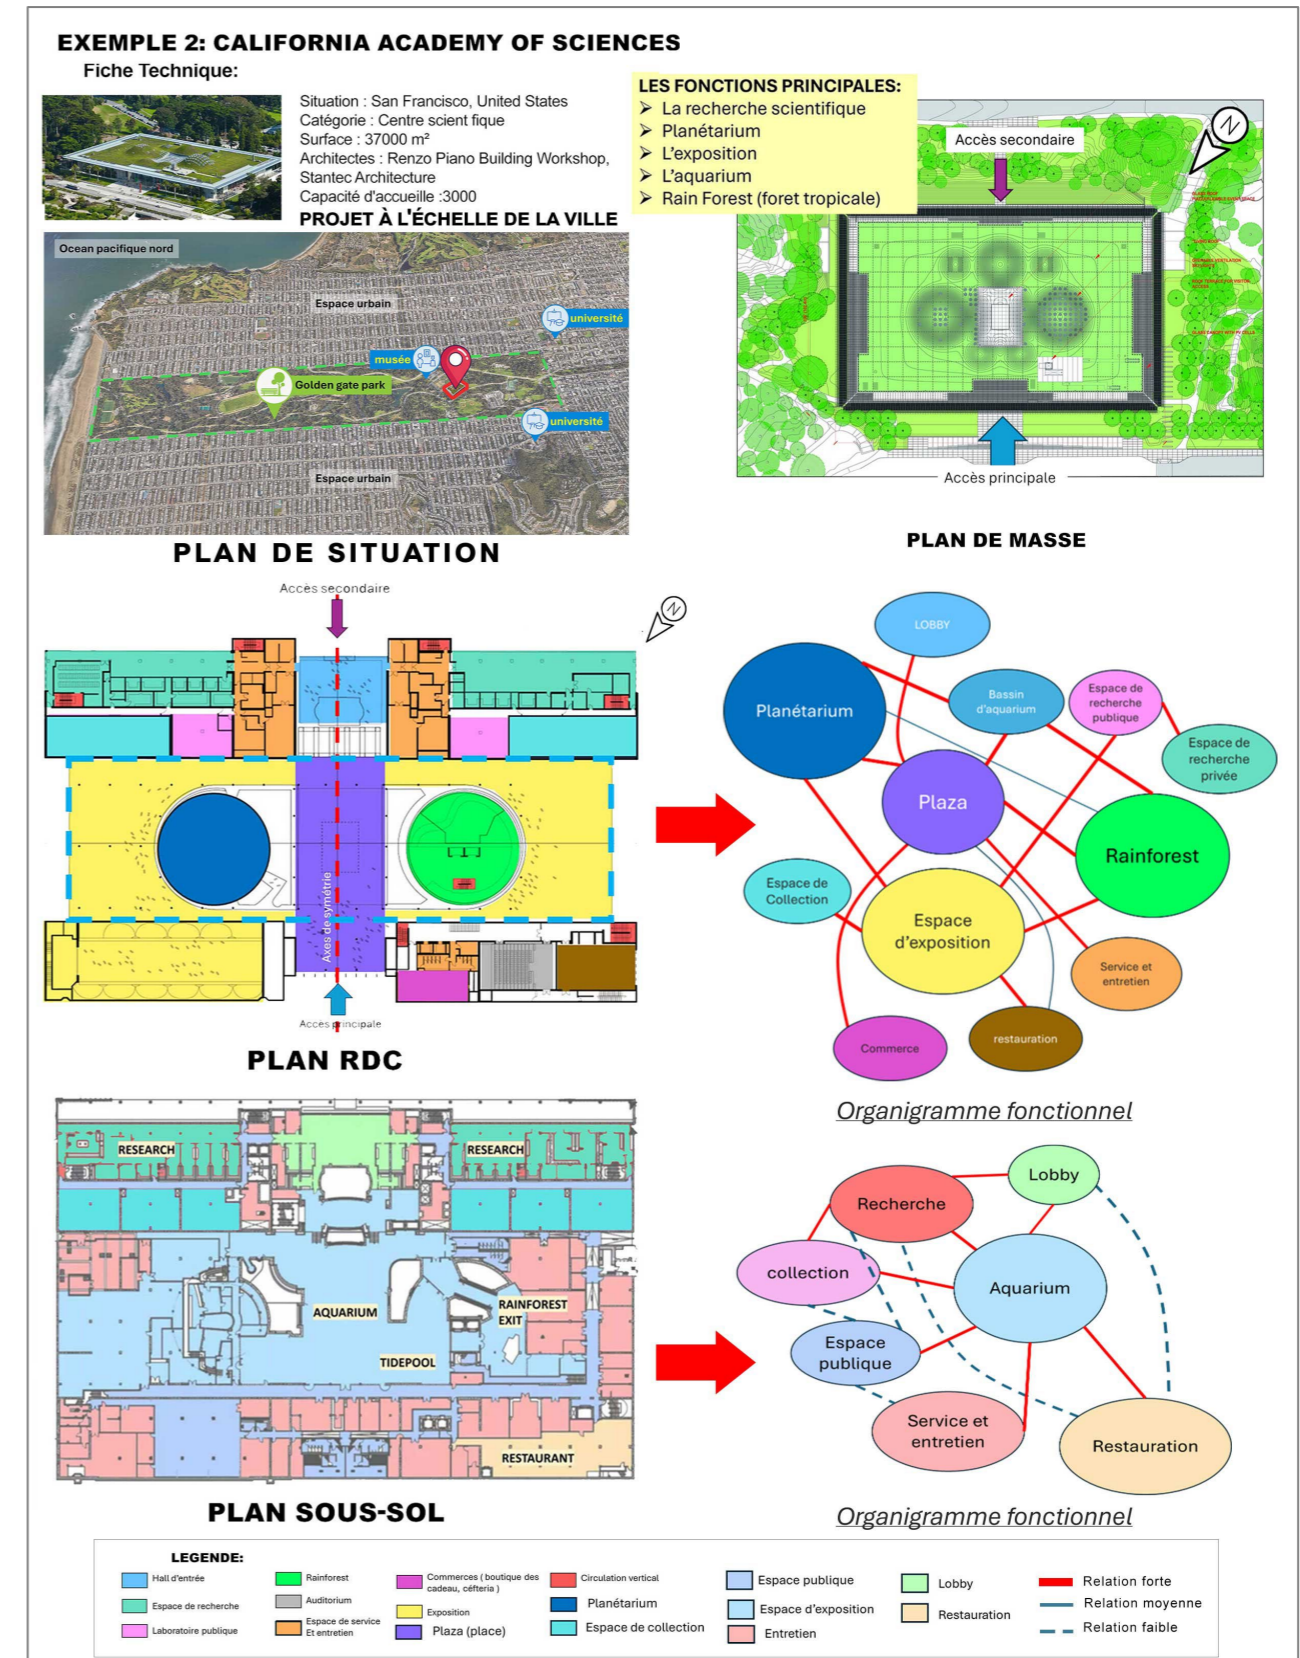 EXEMPLE 2: CALIFORNIA ACADEMY OF SCIENCES
Fiche Technique:
Situation : San Francisco, United States
Catégorie : Centre scient fique
Surface : 37000 m²
Architectes : Renzo Piano Building Workshop,
Stantec Architecture
Capacité d'accueille :3000
PROJET À L'ÉCHELLE DE LA VILLE
LES FONCTIONS PRINCIPALES:
➢ La recherche scientifique
➢ Planétarium
➢ L'exposition
➢ L'aquarium
➢ Rain Forest (foret tropicale)
Accès secondaire
N
Accès principale
PLAN DE MASSE
Ocean pacifique nord
Espace urbain
université
musée
Golden gate park
université
Espace urbain
PLAN DE SITUATION
Accès secondaire
N
Axes de symétrie
Accès principale
PLAN RDC
LOBBY
Planétarium
Bassin
d'aquarium
Espace de
recherche
publique
Espace de
recherche
privée
Plaza
Rainforest
Espace de
Collection
Espace
d'exposition
Service et
entretien
Commerce
restauration
Organigramme fonctionnel
RESEARCH
RESEARCH
AQUARIUM
RAINFOREST
EXIT
TIDEPOOL
RESTAURANT
PLAN SOUS-SOL
Lobby
Recherche
collection
Aquarium
Espace
publique
Service et
entretien
Restauration
Organigramme fonctionnel
LEGENDE:
Hall d'entrée
Espace de recherche
Laboratoire publique
Rainforest
Auditorium
Espace de service
Et entretien
Commerces ( boutique des
cadeau, céfteria )
Exposition
Plaza (place)
Circulation vertical
Planétarium
Espace de collection
Espace publique
Espace d'exposition
Entretien
Lobby
Restauration
Relation forte
Relation moyenne
Relation faible